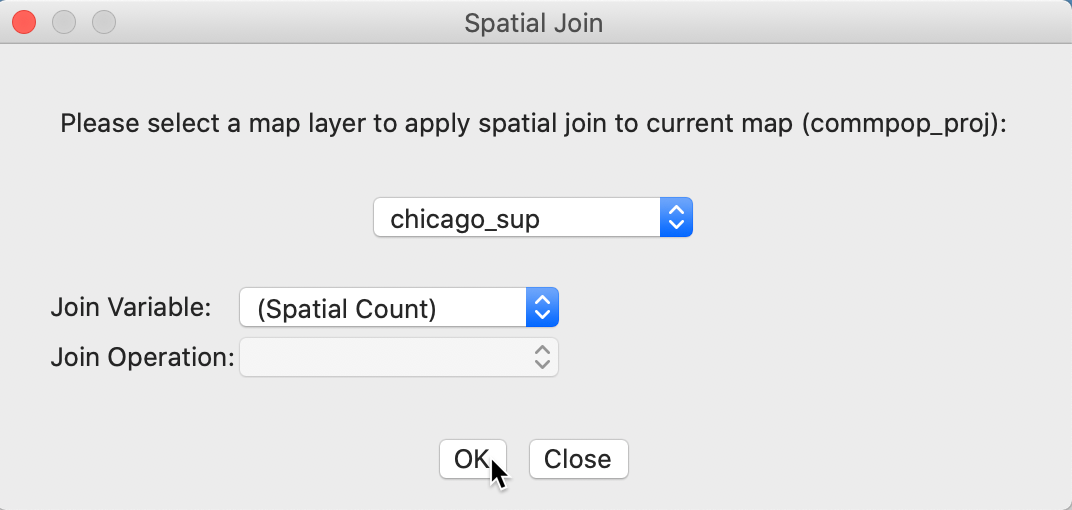 Spatial Join
Please select a map layer to apply spatial join to current map (commpop_proj):
chicago_sup
Join Variable: (Spatial Count)
Join Operation:
OK Close